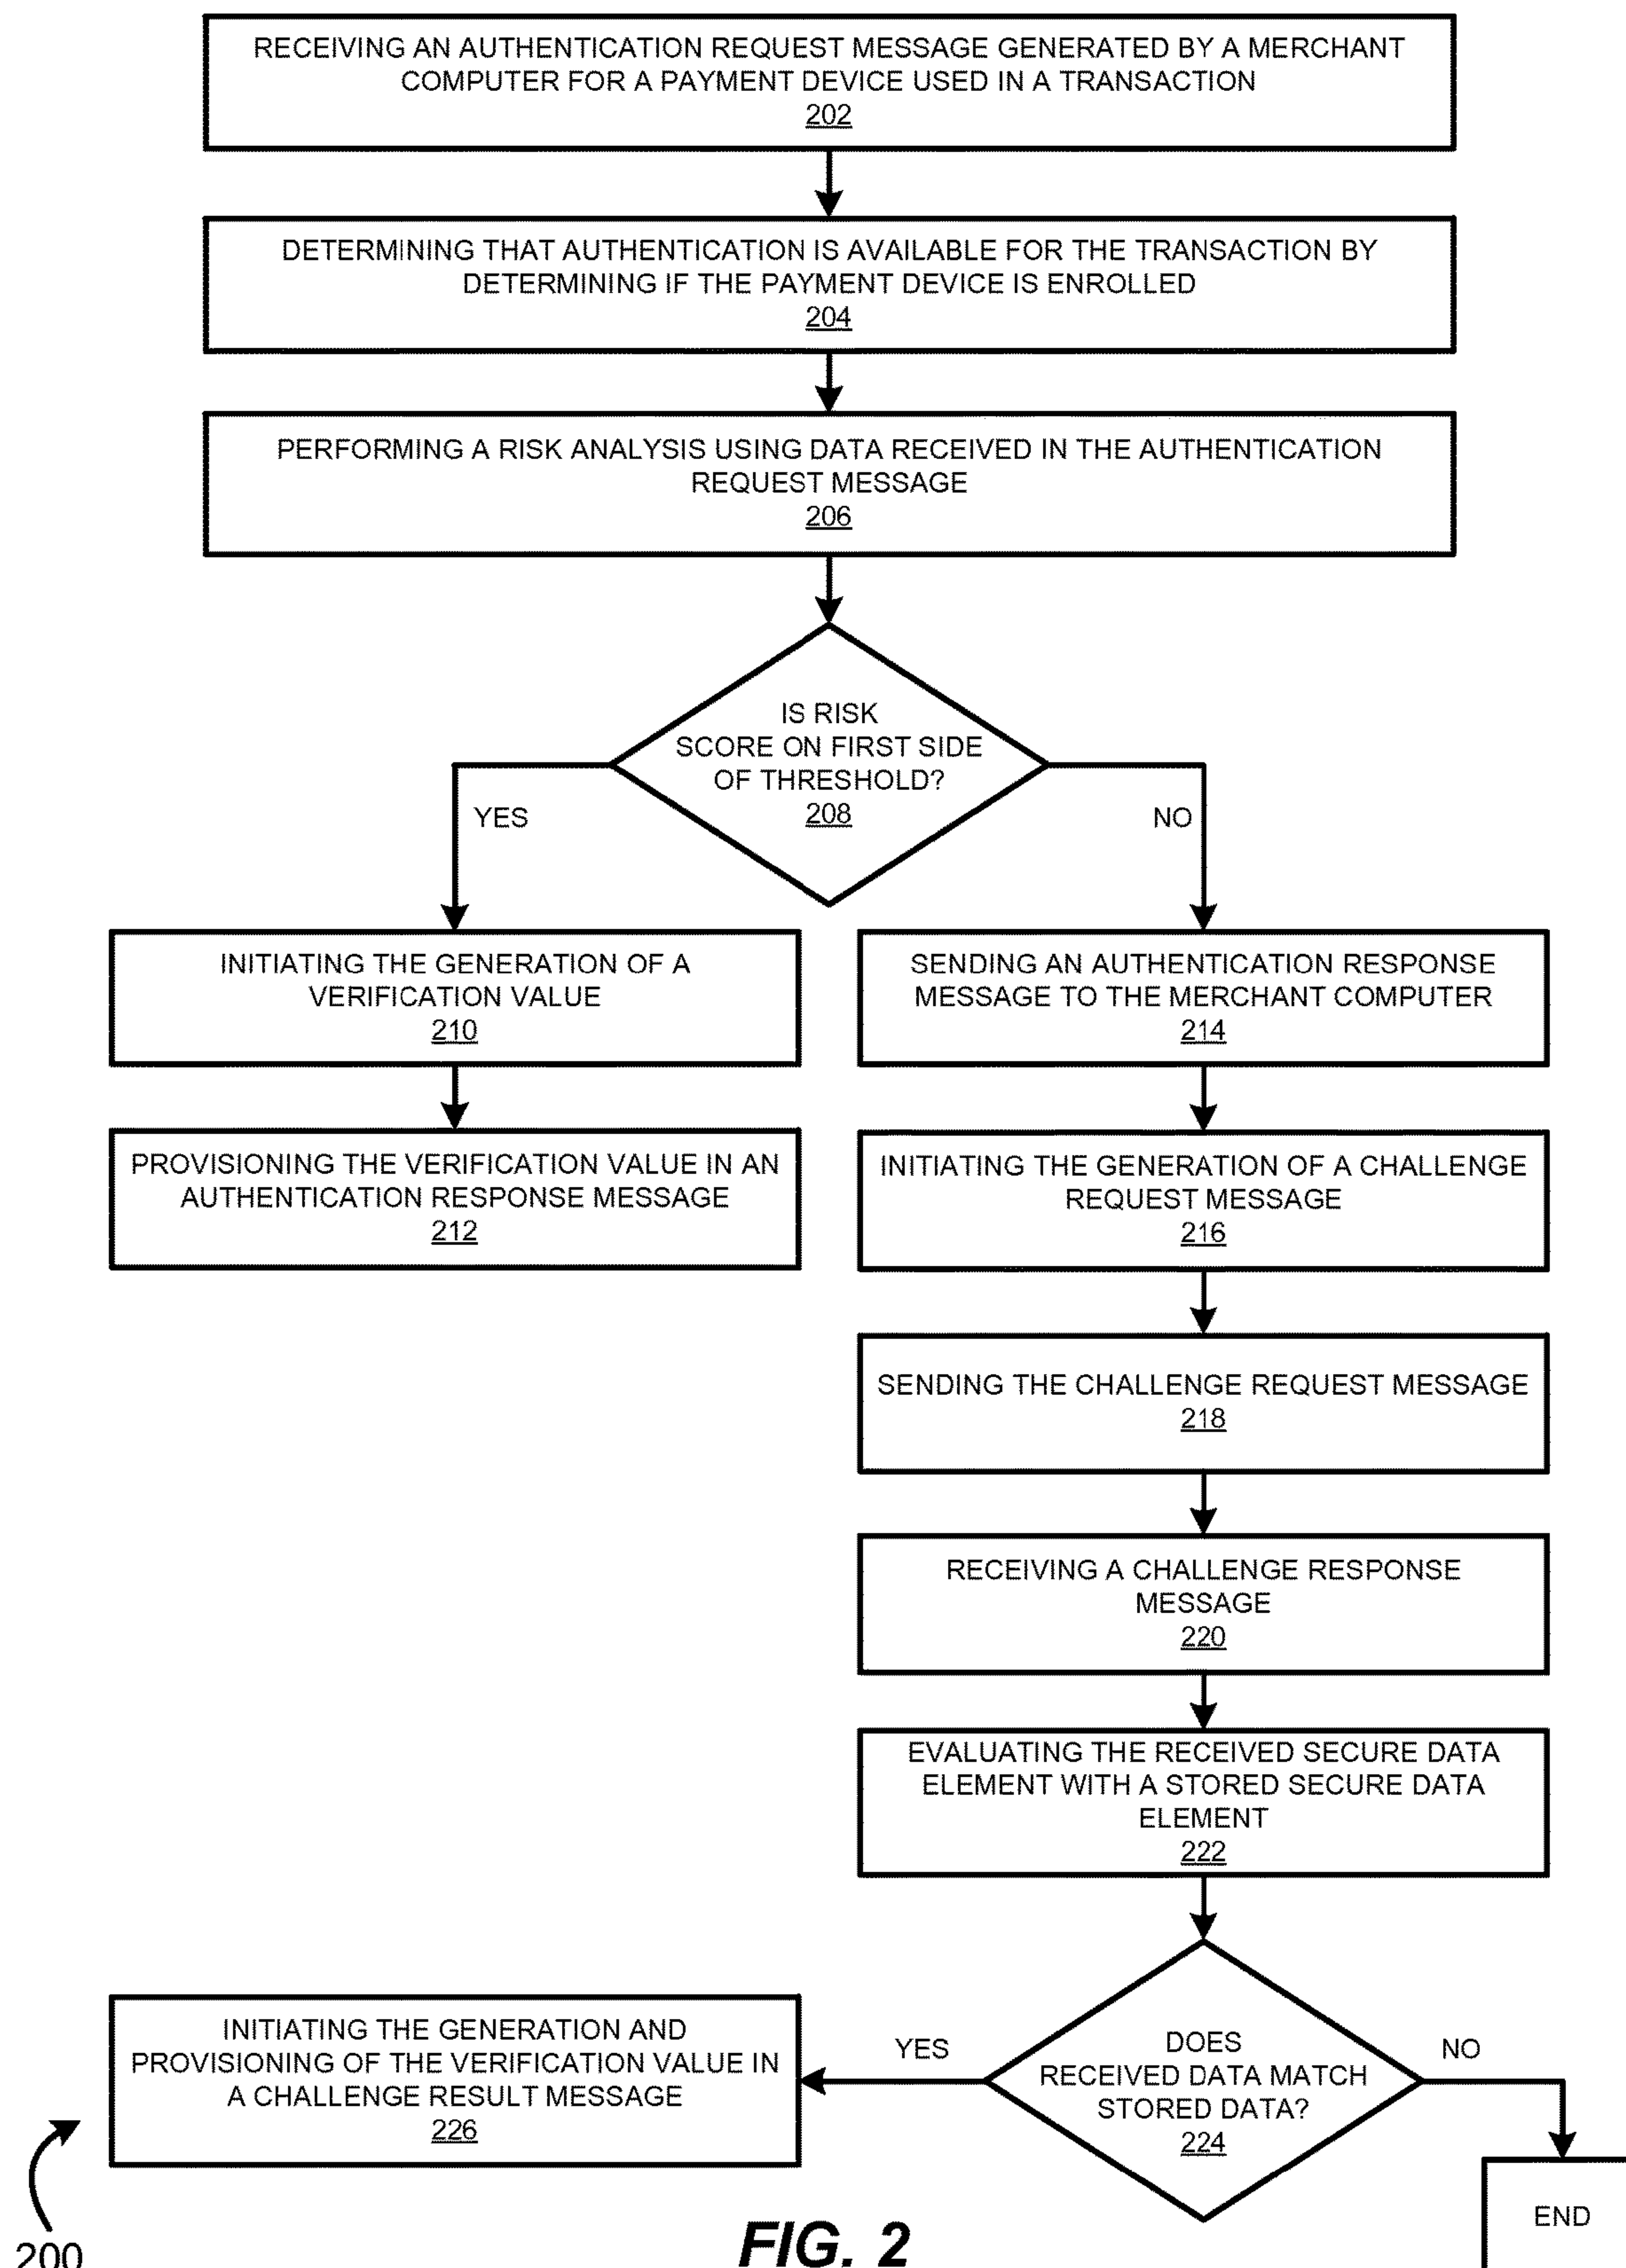 RECEIVING AN AUTHENTICATION REQUEST MESSAGE GENERATED BY A MERCHANT
COMPUTER FOR A PAYMENT DEVICE USED IN A TRANSACTION
202
DETERMINING THAT AUTHENTICATION IS AVAILABLE FOR THE TRANSACTION BY
DETERMINING IF THE PAYMENT DEVICE IS ENROLLED
204
PERFORMING A RISK ANALYSIS USING DATA RECEIVED IN THE AUTHENTICATION
REQUEST MESSAGE
206
IS RISK
SCORE ON FIRST SIDE
OF THRESHOLD?
208
YES
NO
INITIATING THE GENERATION OF A
VERIFICATION VALUE
210
PROVISIONING THE VERIFICATION VALUE IN AN
AUTHENTICATION RESPONSE MESSAGE
212
SENDING AN AUTHENTICATION RESPONSE
MESSAGE TO THE MERCHANT COMPUTER
214
INITIATING THE GENERATION OF A CHALLENGE
REQUEST MESSAGE
216
SENDING THE CHALLENGE REQUEST MESSAGE
218
RECEIVING A CHALLENGE RESPONSE
MESSAGE
220
EVALUATING THE RECEIVED SECURE DATA
ELEMENT WITH A STORED SECURE DATA
ELEMENT
222
DOES
RECEIVED DATA MATCH
STORED DATA?
224
YES
NO
INITIATING THE GENERATION AND
PROVISIONING OF THE VERIFICATION VALUE IN
A CHALLENGE RESULT MESSAGE
226
END
200
FIG. 2